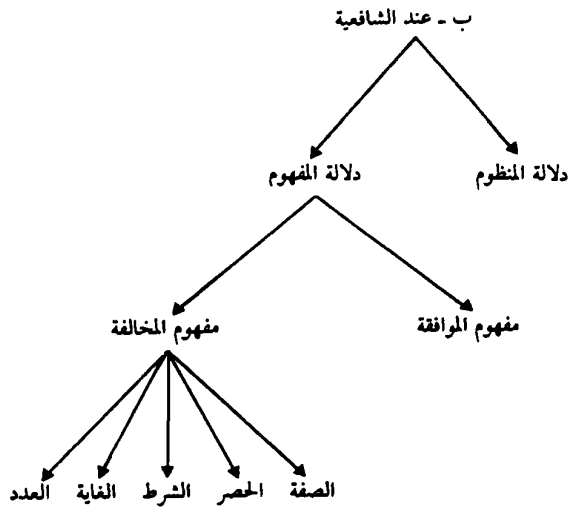 ب - عند الشافعية
دلالة المنظوم دلالة المفهوم
مفهوم الموافقة مفهوم المخالفة
الصفة الحصر الشرط الغاية العدد